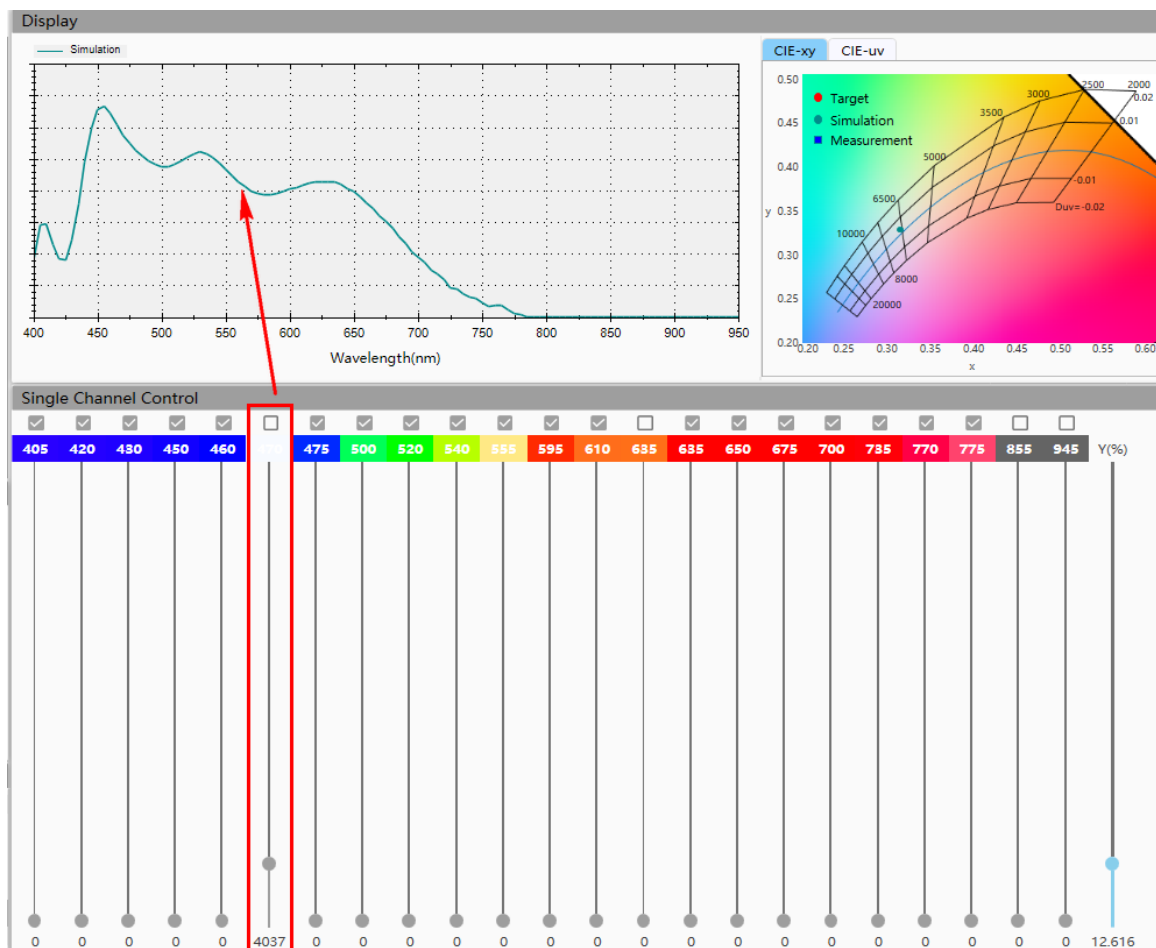 Display
Simulation
400 450 500 550 600 650 700 750 800 850 900 950
Wavelength(nm)
CIE-xy CIE-uv
Target
Simulation
Measurement
0.50
0.45
0.40
y 0.35
0.30
0.25
0.20
0.20 0.25 0.30 0.35 0.40 0.45 0.50 0.55 0.60
x
2000
2500
3000
3500
5000
6500
10000
8000
20000
0.02
0.01
-0.01
Duv=-0.02
Single Channel Control
405 420 430 450 460 475 500 520 540 555 595 610 685 635 650 675 700 735 770 775 855 945 Y(%)
0 0 0 0 0 4037 0 0 0 0 0 0 0 0 0 0 0 0 0 0 0 0 0 12.616